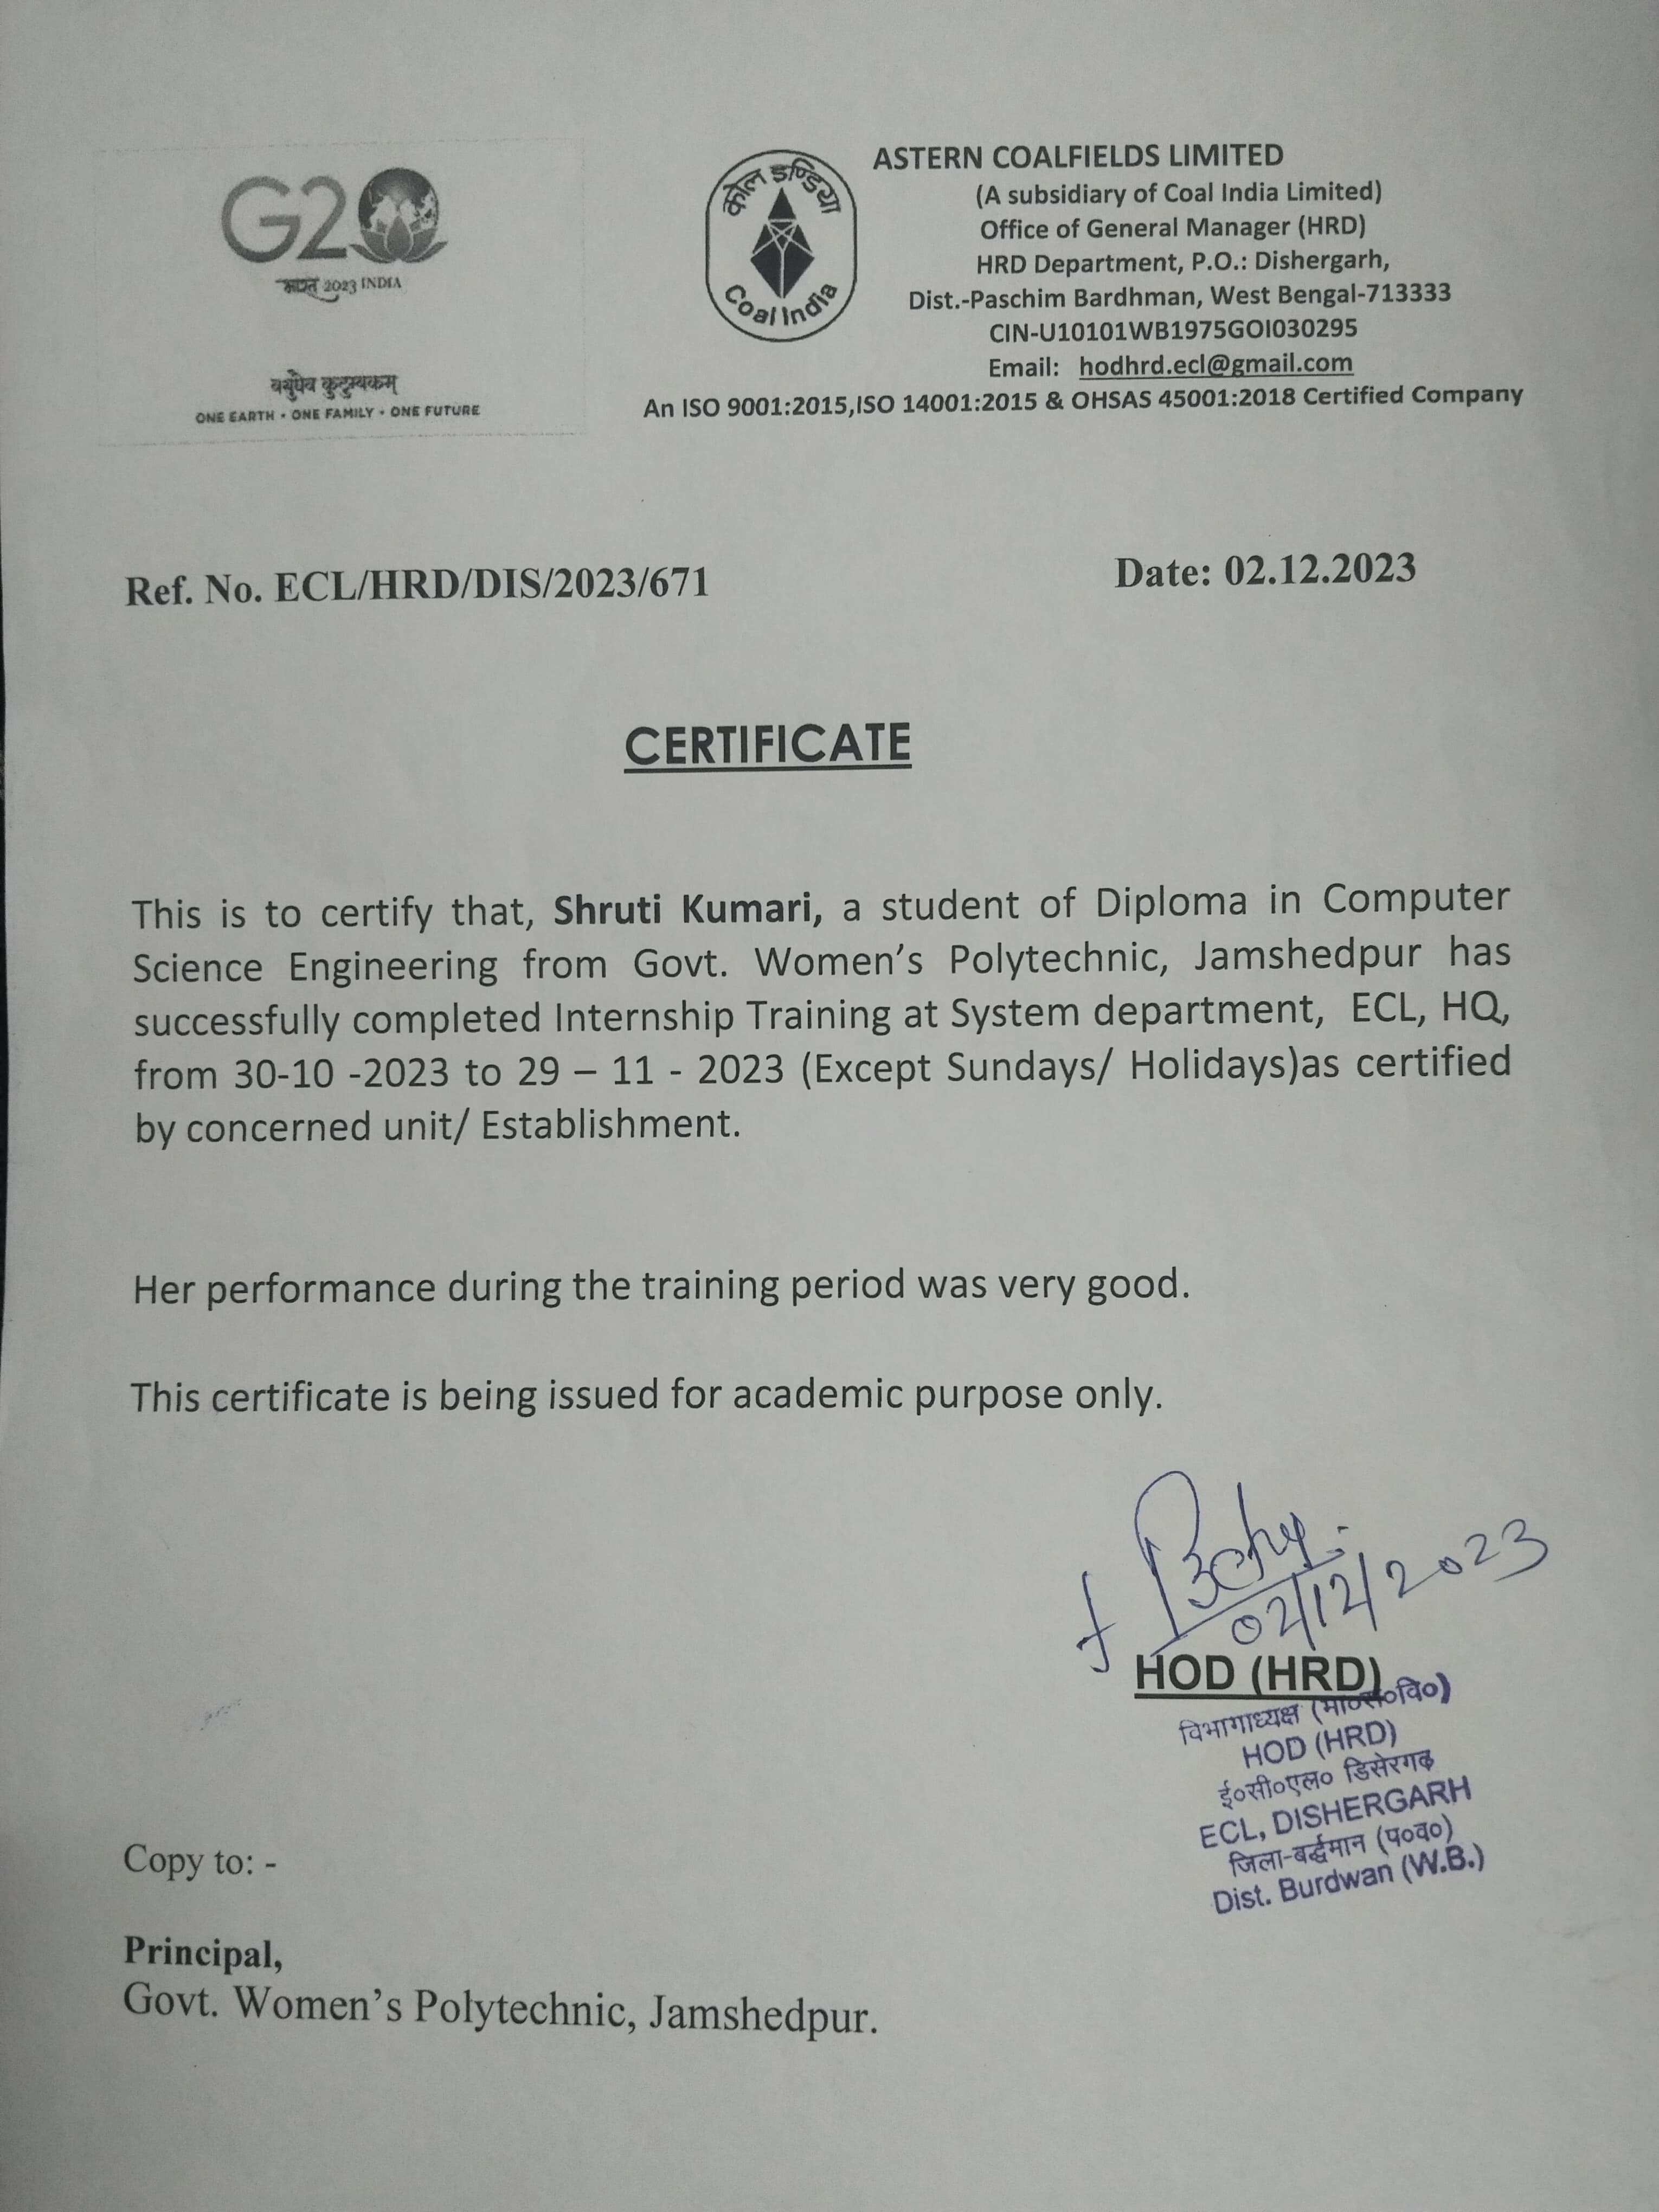 G20
भारत 2023 INDIA
वसुधैव कुटुम्बकम्
ONE EARTH • ONE FAMILY • ONE FUTURE
कोल इण्डिया
Coal India
ASTERN COALFIELDS LIMITED
(A subsidiary of Coal India Limited)
Office of General Manager (HRD)
HRD Department, P.O.: Dishergarh,
Dist.-Paschim Bardhman, West Bengal-713333
CIN-U10101WB1975GOI030295
Email: hodhrd.ecl@gmail.com
An ISO 9001:2015,ISO 14001:2015 & OHSAS 45001:2018 Certified Company
Ref. No. ECL/HRD/DIS/2023/671
Date: 02.12.2023
CERTIFICATE
This is to certify that, Shruti Kumari, a student of Diploma in Computer
Science Engineering from Govt. Women's Polytechnic, Jamshedpur has
successfully completed Internship Training at System department, ECL, HQ,
from 30-10 -2023 to 29 – 11 - 2023 (Except Sundays/ Holidays)as certified
by concerned unit/ Establishment.
Her performance during the training period was very good.
This certificate is being issued for academic purpose only.
02/12/2023
HOD (HRD)
विभागाध्यक्ष (मा०सं०वि०)
HOD (HRD)
ई०सी०एल० डिसेरगढ़
ECL, DISHERGARH
जिला-बर्द्धमान (प०व०)
Dist. Burdwan (W.B.)
Copy to: -
Principal,
Govt. Women's Polytechnic, Jamshedpur.